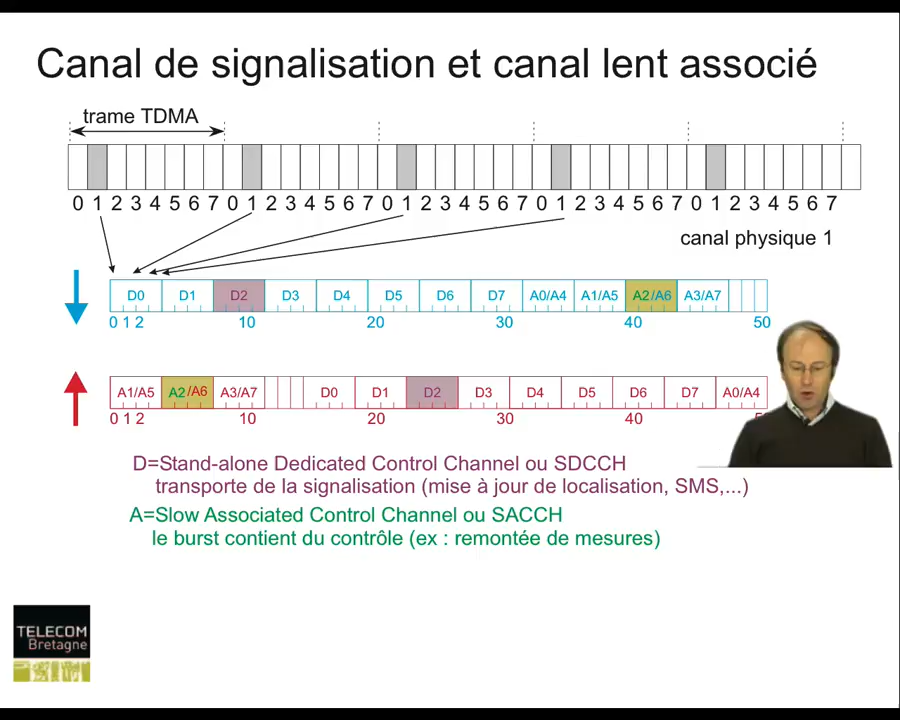 Canal de signalisation et canal lent associé
trame TDMA
0 1 2 3 4 5 6 7 0 1 2 3 4 5 6 7 0 1 2 3 4 5 6 7 0 1 2 3 4 5 6 7 0 1 2 3 4 5 6 7
canal physique 1
D0 D1 D2 D3 D4 D5 D6 D7 A0/A4 A1/A5 A2/A6 A3/A7
0 1 2 10 20 30 40 50
A1/A5 A2/A6 A3/A7 D0 D1 D2 D3 D4 D5 D6 D7 A0/A4
0 1 2 10 20 30 40
D=Stand-alone Dedicated Control Channel ou SDCCH
transporte de la signalisation (mise à jour de localisation, SMS,...)
A=Slow Associated Control Channel ou SACCH
le burst contient du contrôle (ex : remontée de mesures)
TELECOM
Bretagne